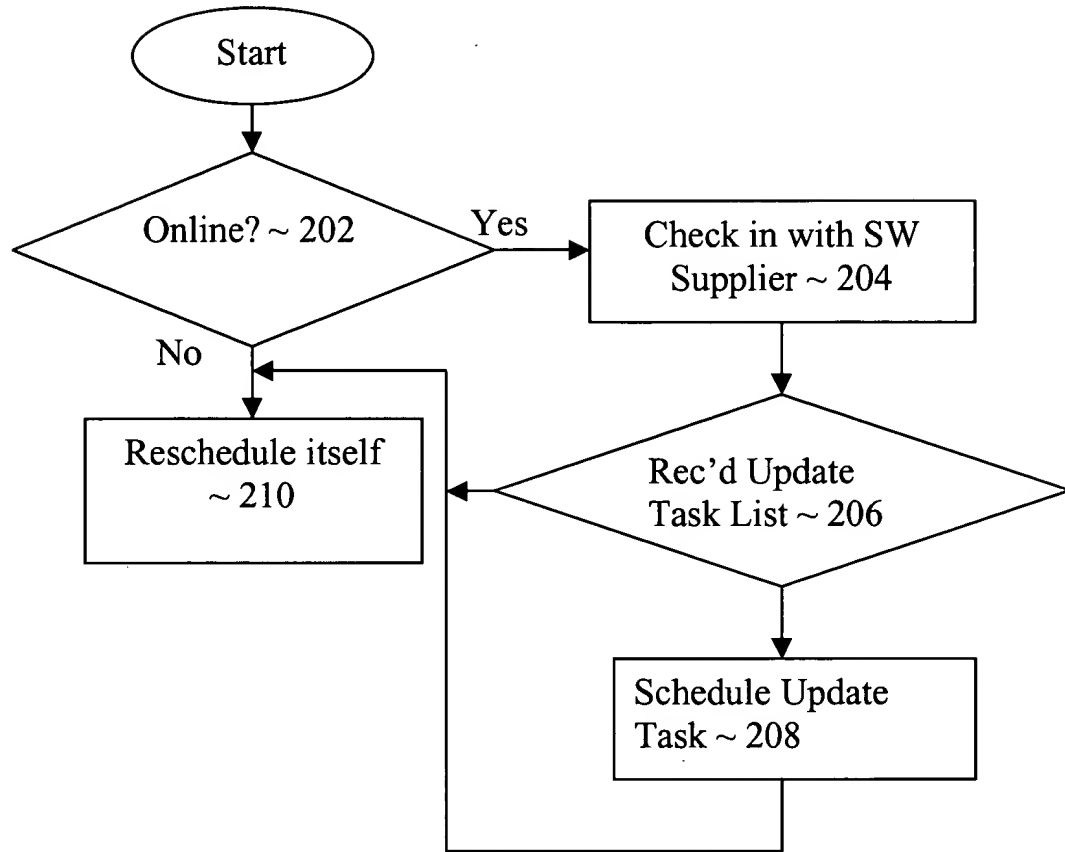 Start
Online? ~ 202
Yes
Check in with SW
Supplier ~ 204
No
Reschedule itself
~ 210
Rec’d Update
Task List ~ 206
Schedule Update
Task ~ 208